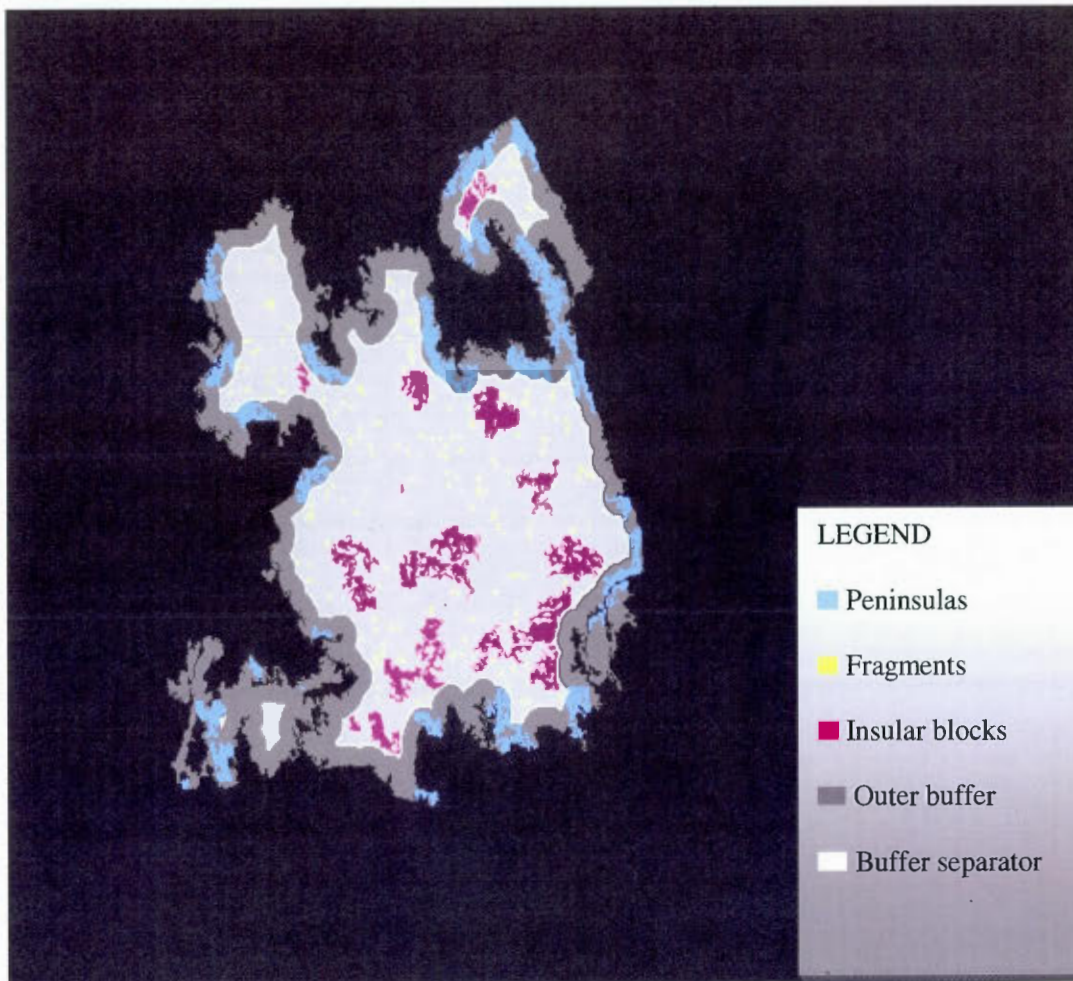 LEGEND
Peninsulas
Fragments
Insular blocks
Outer buffer
Buffer separator